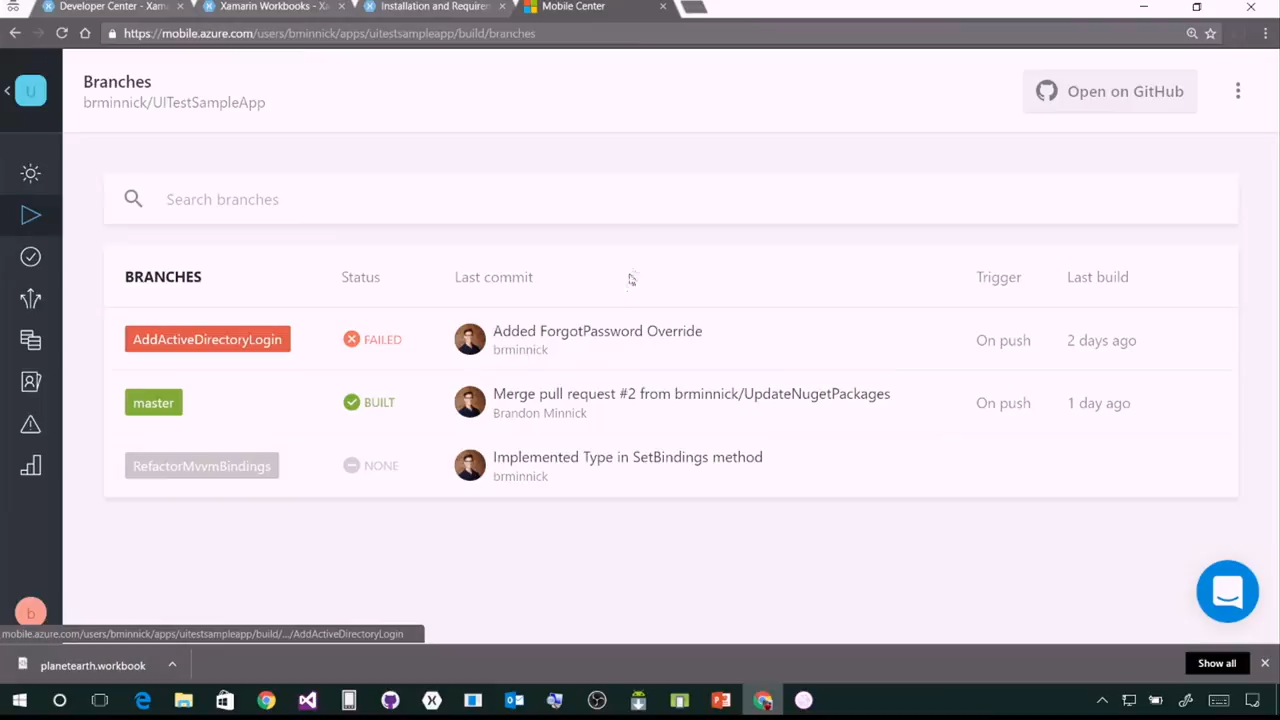 Developer Center - Xama
Xamarin Workbooks - Xa
Installation and Requirem
Mobile Center
https://mobile.azure.com/users/bminnick/apps/uitestsampleapp/build/branches
U
Branches
brminnick/UITestSampleApp
Open on GitHub
Search branches
BRANCHES Status Last commit Trigger Last build
AddActiveDirectoryLogin FAILED Added ForgotPassword Override On push 2 days ago
brminnick
master BUILT Merge pull request #2 from brminnick/UpdateNugetPackages On push 1 day ago
Brandon Minnick
RefactorMvvmBindings NONE Implemented Type in SetBindings method
brminnick
b
mobile.azure.com/users/bminnick/apps/uitestsampleapp/build/.../AddActiveDirectoryLogin
planetearth.workbook
Show all